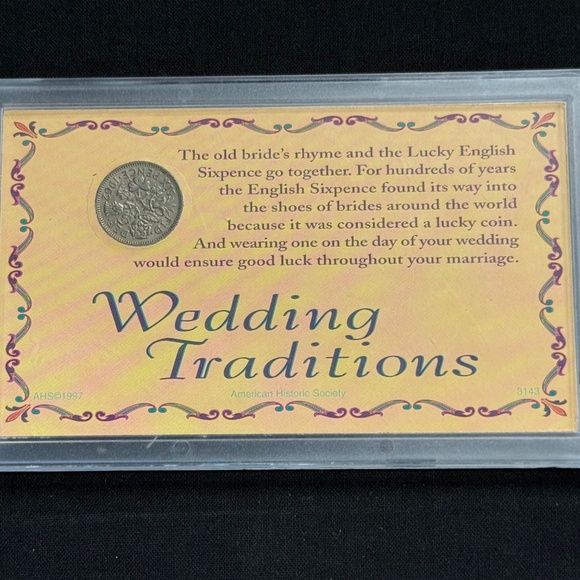 The old bride's rhyme and the Lucky English
Sixpence go together. For hundreds of years
the English Sixpence found its way into
the shoes of brides around the world
because it was considered a lucky coin.
And wearing one on the day of your wedding
would ensure good luck throughout your marriage.
Wedding
Traditions
AHS©1997
American Historic Society
3143